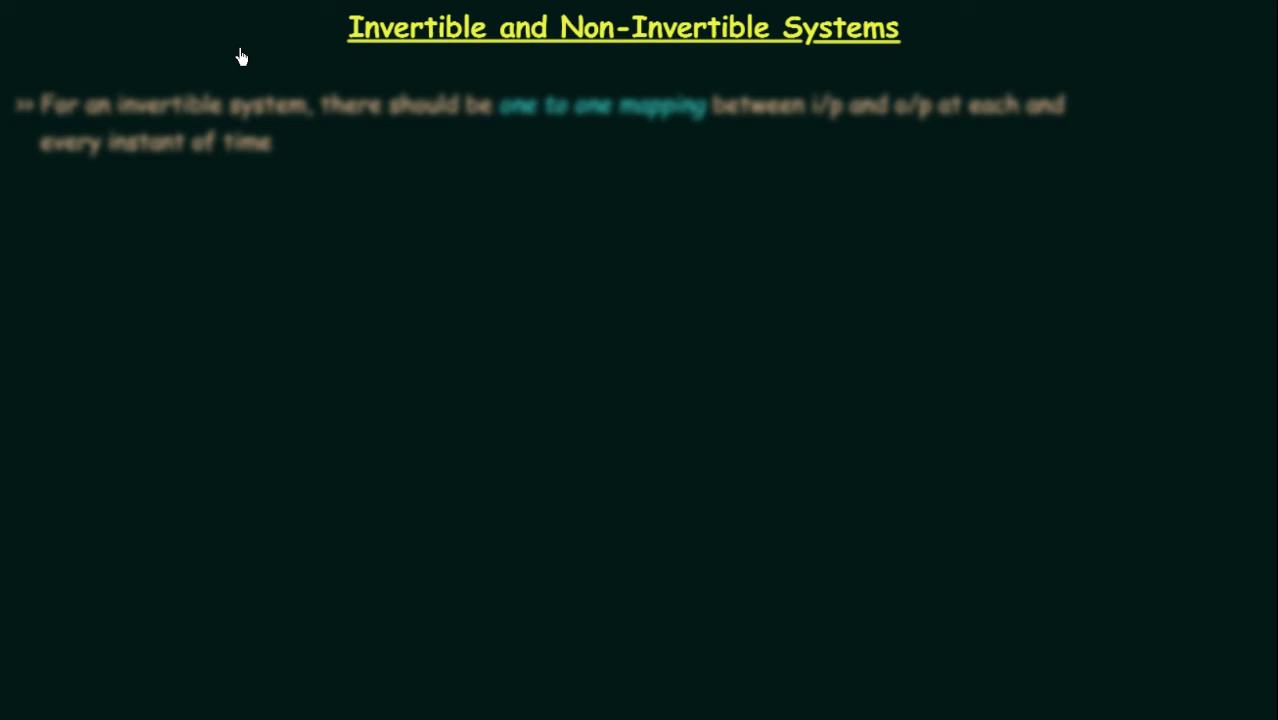 Invertible and Non-Invertible Systems
>> For an invertible system, there should be one to one mapping between i/p and o/p at each and
every instant of time